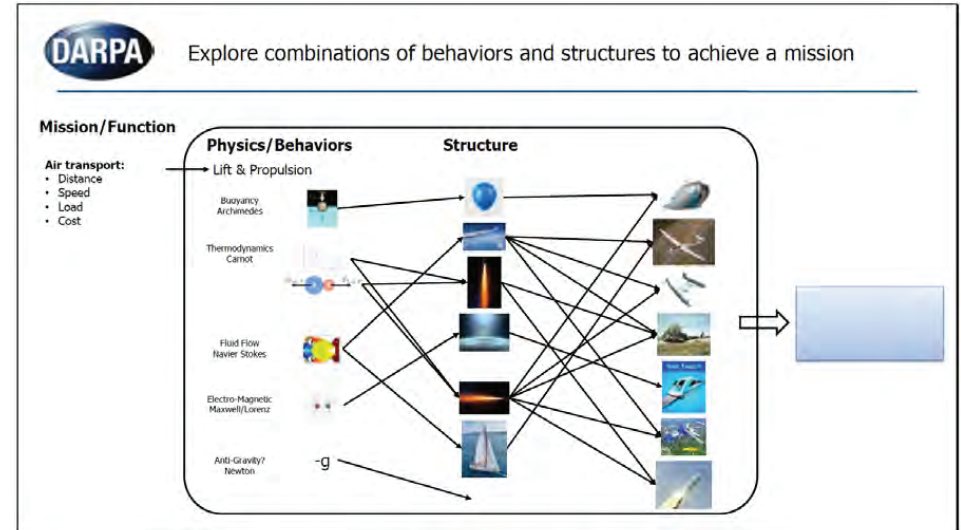 DARPA
Explore combinations of behaviors and structures to achieve a mission
Mission/Function
Air transport:
• Distance
• Speed
• Load
• Cost
Physics/Behaviors
Structure
Lift & Propulsion
Buoyancy
Archimedes
Thermodynamics
Carnot
Fluid Flow
Navier Stokes
Electro-Magnetic
Maxwell/Lorenz
Anti-Gravity?
Newton
-g